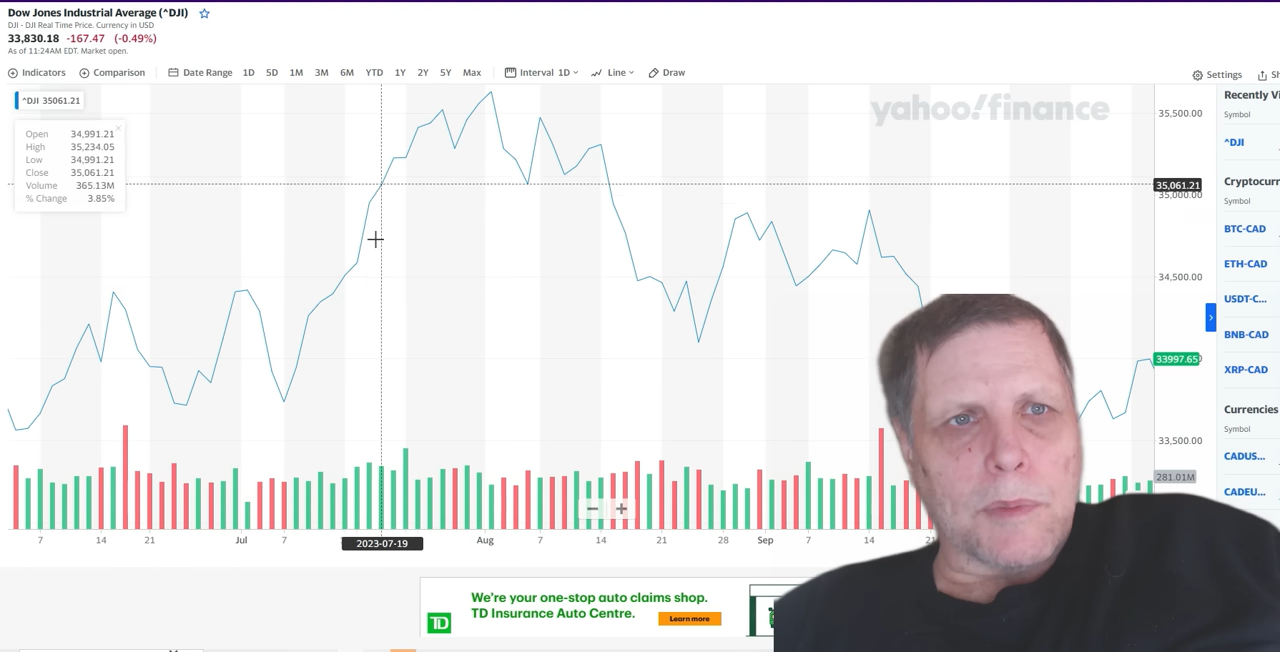 Dow Jones Industrial Average (^DJI)
DJI - DJI Real Time Price. Currency in USD
33,830.18 -167.47 (-0.49%)
As of 11:24AM EDT. Market open.
Indicators Comparison Date Range 1D 5D 1M 3M 6M YTD 1Y 2Y 5Y Max Interval 1D Line Draw Settings Sh
^DJI 35061.21
Open 34,991.21
High 35,234.05
Low 34,991.21
Close 35,061.21
Volume 365.13M
% Change 3.85%
yahoo!finance
35,500.00
35,061.21
35,000.00
34,500.00
33997.65
33,500.00
281.01M
7 14 21 Jul 7 2023-07-19 Aug 7 14 21 28 Sep 7 14 21
Recently Vi
Symbol
^DJI
Cryptocurr
Symbol
BTC-CAD
ETH-CAD
USDT-C...
BNB-CAD
XRP-CAD
Currencies
Symbol
CADUS...
CADEU...
We're your one-stop auto claims shop.
TD Insurance Auto Centre.
Learn more
TD